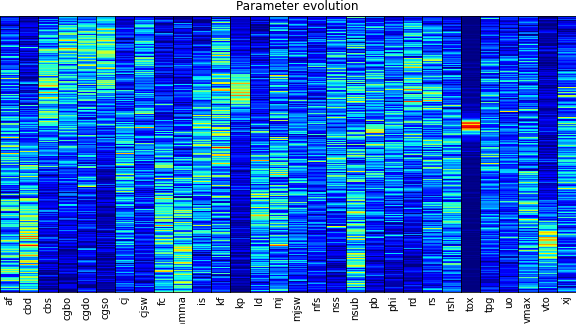 Parameter evolution
af
cbd
cbs
cgbo
cgdo
cgso
cj
cjsw
fc
mma
is
kf
kp
ld
mj
mjsw
nfs
nss
nsub
pb
phi
rd
rs
rsh
tox
tpg
uo
vmax
vto
xj